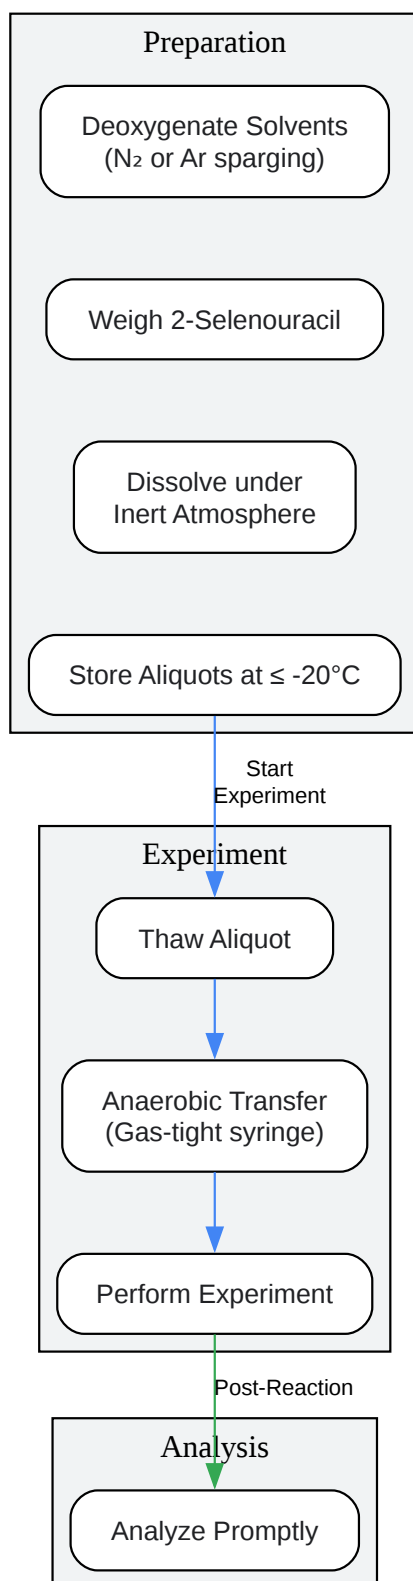 Preparation
Deoxygenate Solvents
(N₂ or Ar sparging)
Weigh 2-Selenouracil
Dissolve under
Inert Atmosphere
Store Aliquots at ≤ -20°C
Start
Experiment
Experiment
Thaw Aliquot
Anaerobic Transfer
(Gas-tight syringe)
Perform Experiment
Post-Reaction
Analysis
Analyze Promptly